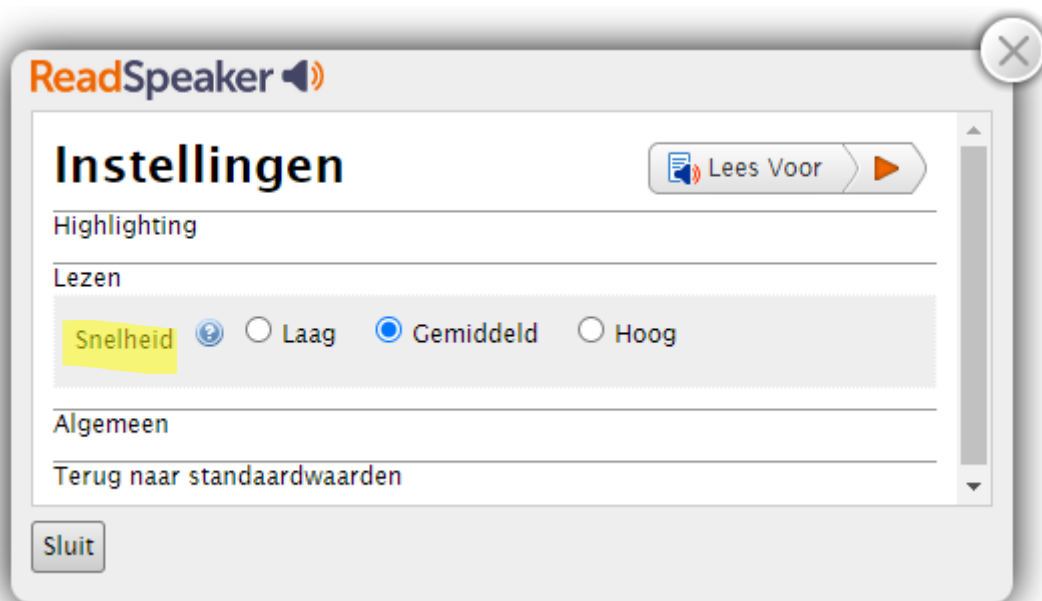 ReadSpeaker
Instellingen
Lees Voor
Highlighting
Lezen
Snelheid Laag Gemiddeld Hoog
Algemeen
Terug naar standaardwaarden
Sluit